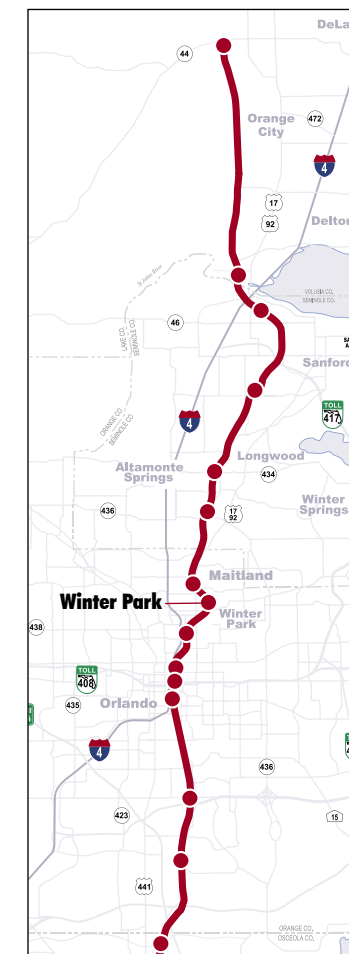 DeLa
44
Orange
City
472
4
17
92
Delton
St Johns River
VOLUSIA CO.
SEMINOLE CO.
46
LAKE CO.
SEMINOLE CO.
SA
A
Sanford
ORANGE CO.
SEMINOLE CO.
4
TOLL
417
Longwood
Altamonte
Springs
434
Winter
Springs
436
17
92
Maitland
Winter Park
Winter
Park
438
TOLL
408
435
Orlando
4
436
423
15
441
ORANGE CO.
OSCEOLA CO.